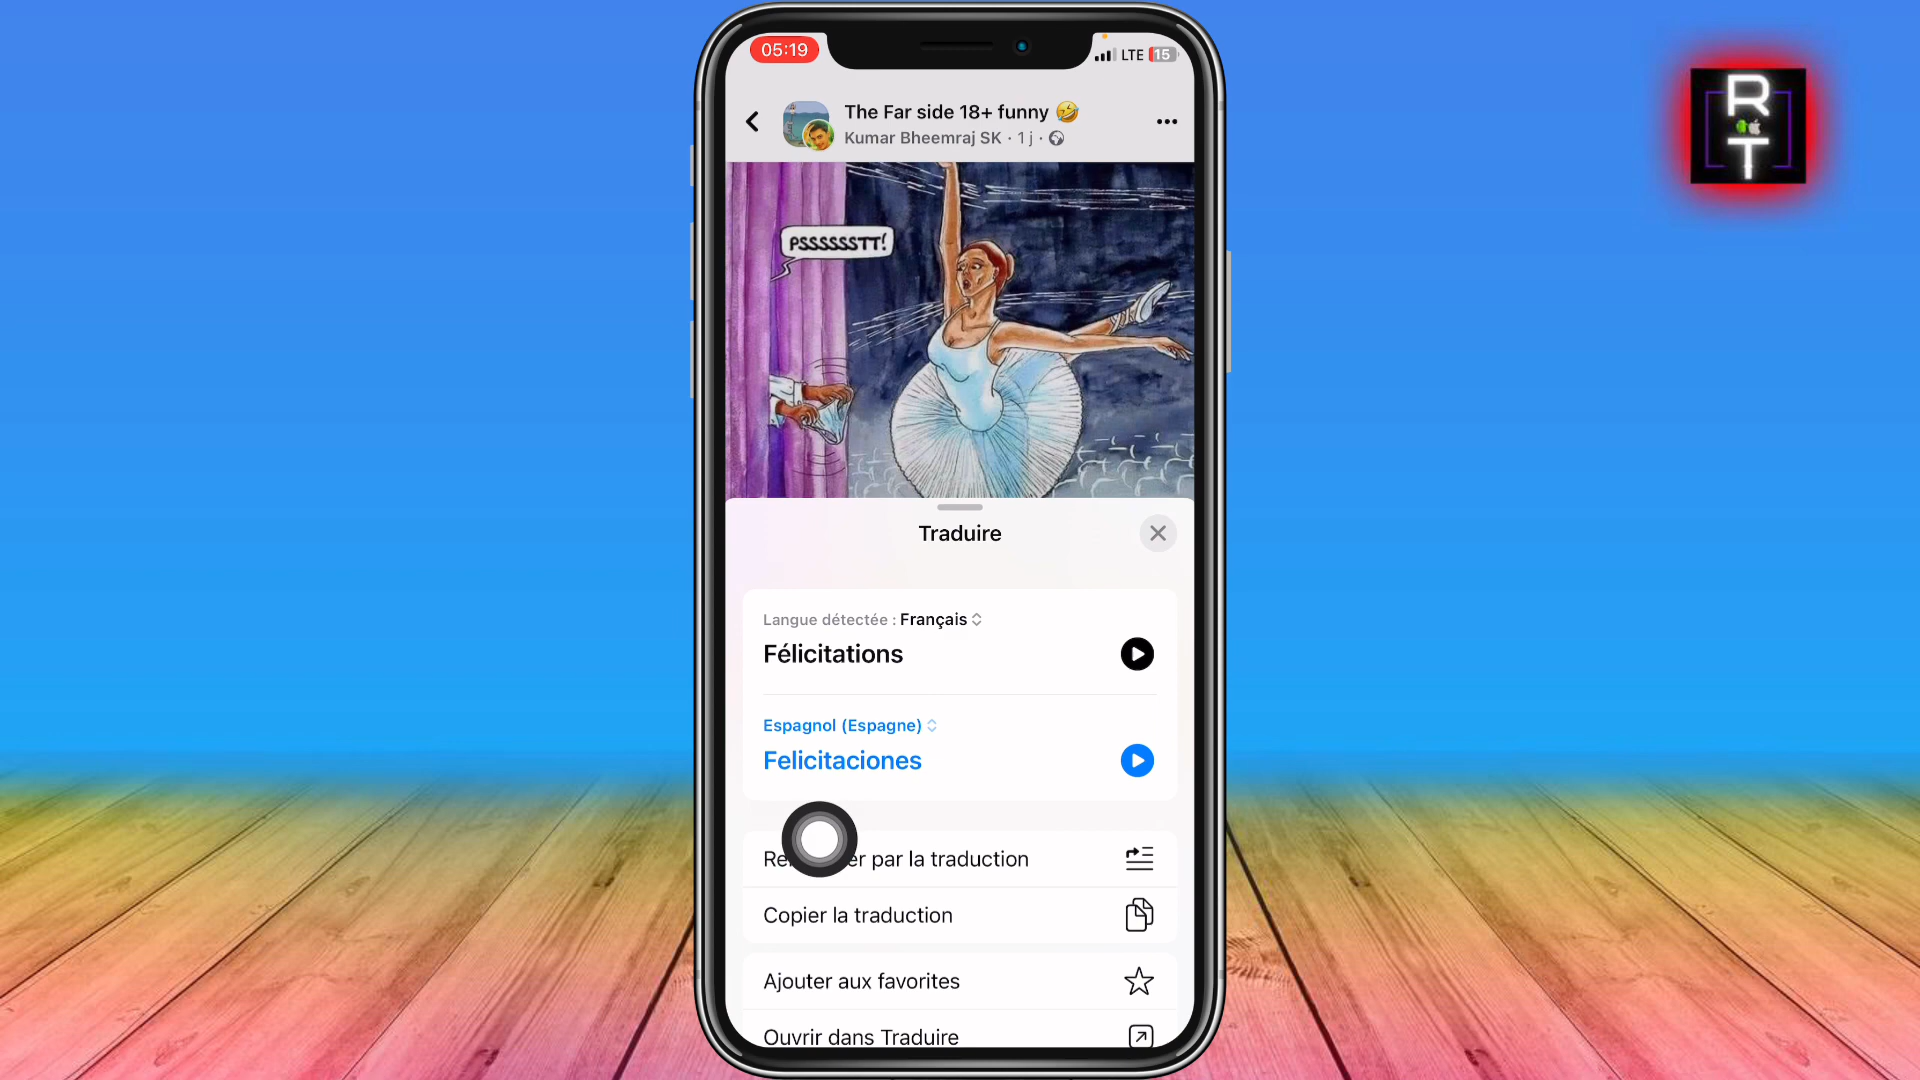 05:19
LTE 15
The Far side 18+ funny 🤣
Kumar Bheemraj SK · 1 j ·
PSSSSSSTT!
Traduire
Langue détectée : Français
Félicitations
Espagnol (Espagne)
Felicitaciones
par la traduction
Copier la traduction
Ajouter aux favorites
Ouvrir dans Traduire
R
T